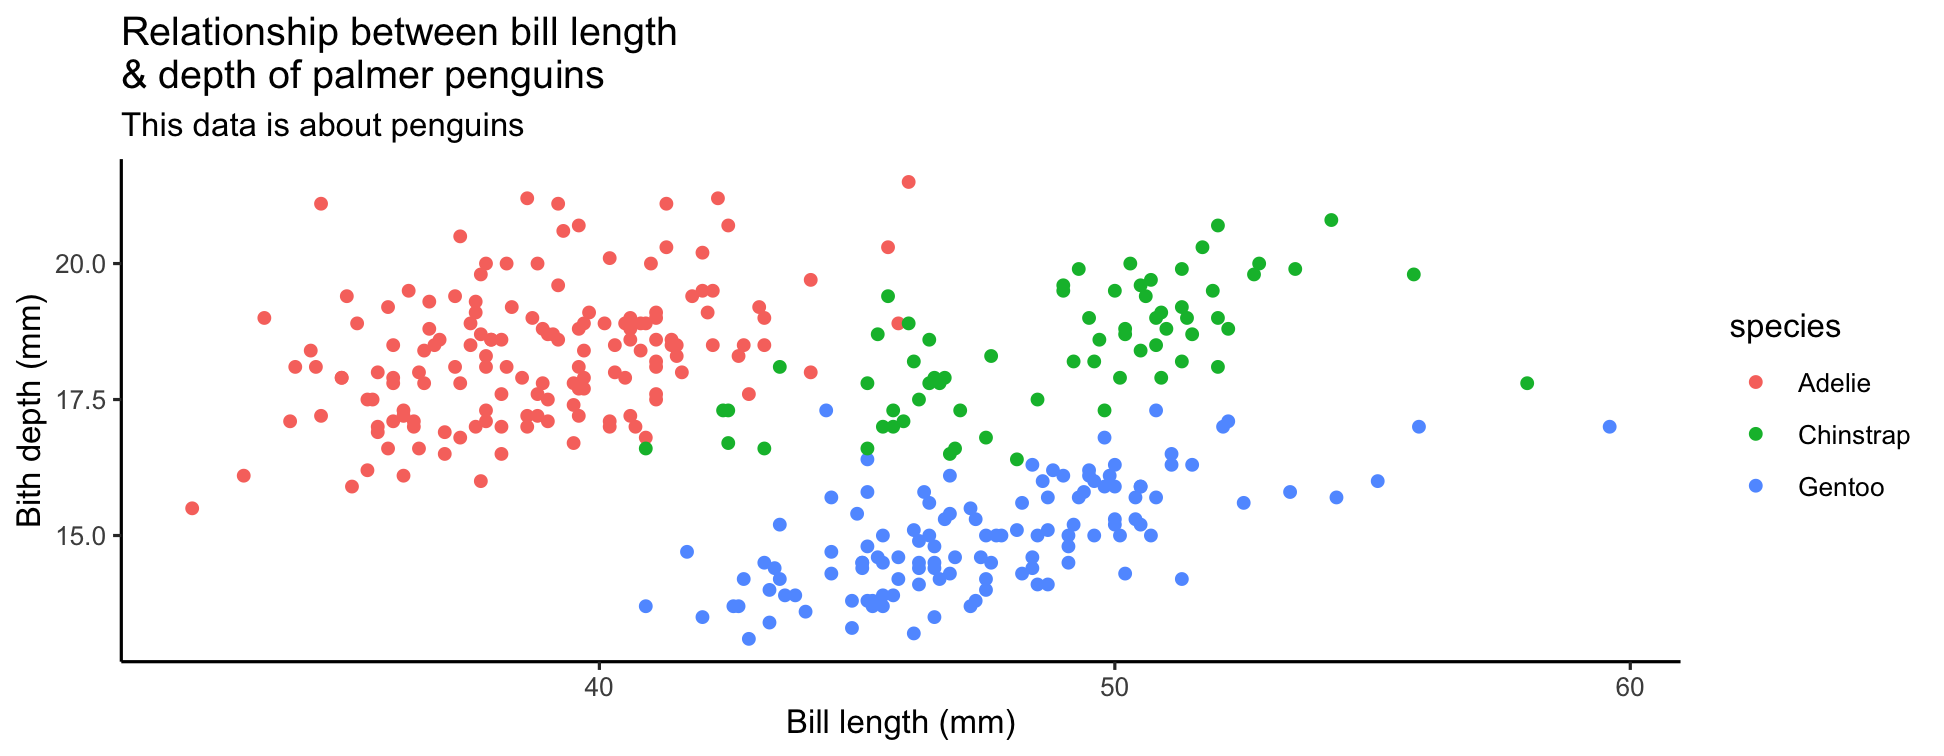 Relationship between bill length
& depth of palmer penguins
This data is about penguins
Bith depth (mm)
20.0
17.5
15.0
40
50
60
Bill length (mm)
species
Adelie
Chinstrap
Gentoo